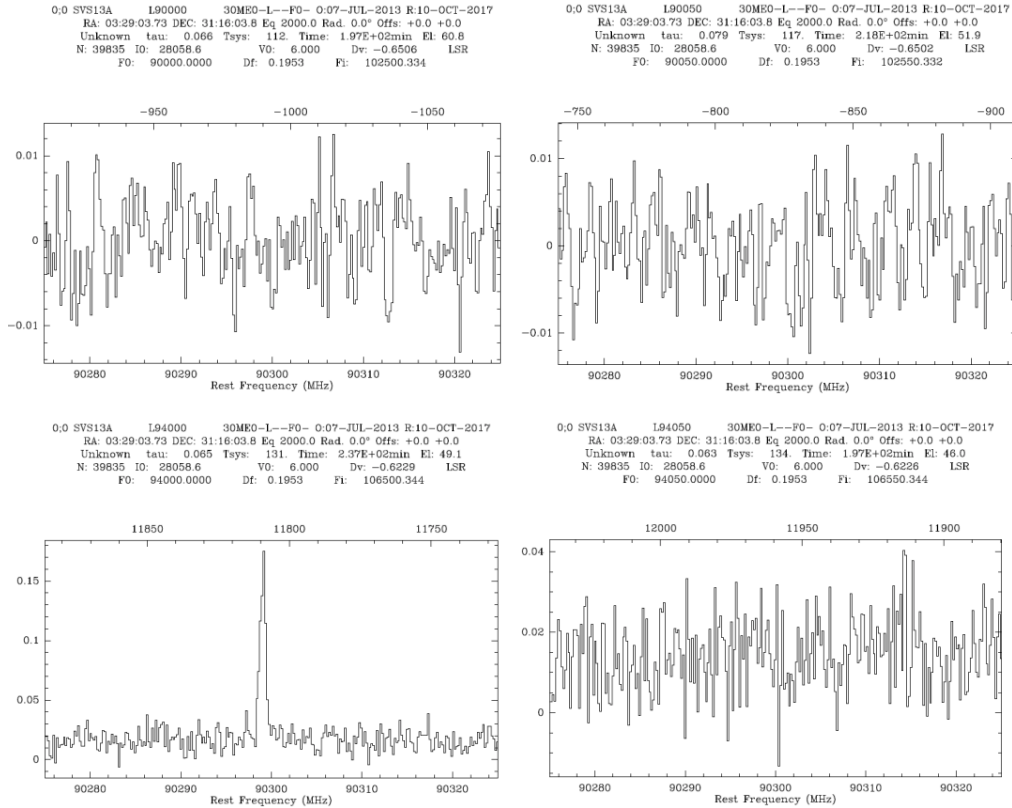 0;0 SVS13A L90000 30ME0-L--F0- O:07-JUL-2013 R:10-OCT-2017
RA: 03:29:03.73 DEC: 31:16:03.8 Eq 2000.0 Rad. 0.0° Offs: +0.0 +0.0
Unknown tau: 0.066 Tsys: 112. Time: 1.97E+02min El: 60.8
N: 39835 I0: 28058.6 V0: 6.000 Dv: -0.6506 LSR
F0: 90000.0000 Df: 0.1953 Fi: 102500.334
-950 -1000 -1050
0.01
0
-0.01
90280 90290 90300 90310 90320
Rest Frequency (MHz)
0;0 SVS13A L90050 30ME0-L--F0- O:07-JUL-2013 R:10-OCT-2017
RA: 03:29:03.73 DEC: 31:16:03.8 Eq 2000.0 Rad. 0.0° Offs: +0.0 +0.0
Unknown tau: 0.079 Tsys: 117. Time: 2.18E+02min El: 51.9
N: 39835 I0: 28058.6 V0: 6.000 Dv: -0.6502 LSR
F0: 90050.0000 Df: 0.1953 Fi: 102550.332
-750 -800 -850 -900
0.01
0
-0.01
90280 90290 90300 90310 90320
Rest Frequency (MHz)
0;0 SVS13A L94000 30ME0-L--F0- O:07-JUL-2013 R:10-OCT-2017
RA: 03:29:03.73 DEC: 31:16:03.8 Eq 2000.0 Rad. 0.0° Offs: +0.0 +0.0
Unknown tau: 0.065 Tsys: 131. Time: 2.37E+02min El: 49.1
N: 39835 I0: 28058.6 V0: 6.000 Dv: -0.6229 LSR
F0: 94000.0000 Df: 0.1953 Fi: 106500.344
11850 11800 11750
0.15
0.1
0.05
0
90280 90290 90300 90310 90320
Rest Frequency (MHz)
0;0 SVS13A L94050 30ME0-L--F0- O:07-JUL-2013 R:10-OCT-2017
RA: 03:29:03.73 DEC: 31:16:03.8 Eq 2000.0 Rad. 0.0° Offs: +0.0 +0.0
Unknown tau: 0.063 Tsys: 134. Time: 1.97E+02min El: 46.0
N: 39835 I0: 28058.6 V0: 6.000 Dv: -0.6226 LSR
F0: 94050.0000 Df: 0.1953 Fi: 106550.344
12000 11950 11900
0.04
0.02
0
90280 90290 90300 90310 90320
Rest Frequency (MHz)